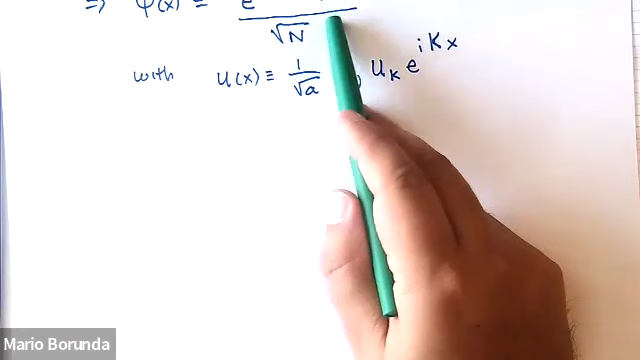 ⇒ φ(x) = e
√N
with u(x) ≡ 1/√a u_K e^{iKx}
Mario Borunda